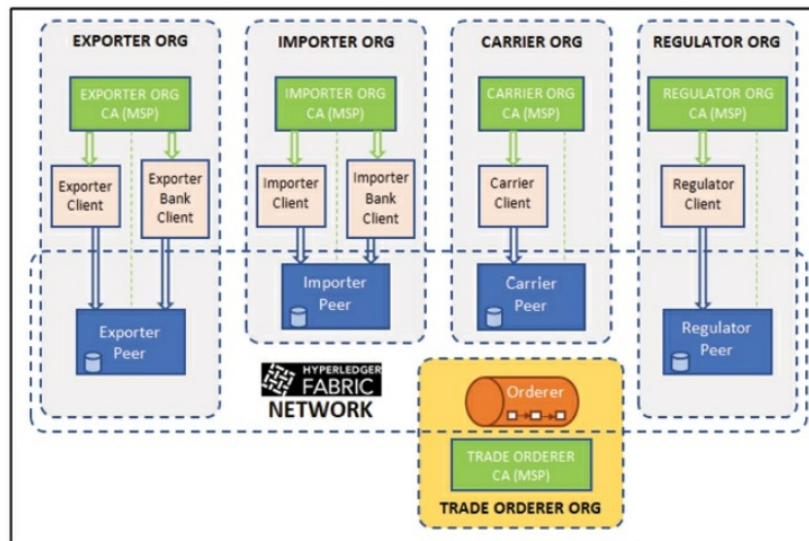 EXPORTER ORG
IMPORTER ORG
CARRIER ORG
REGULATOR ORG
EXPORTER ORG
CA (MSP)
IMPORTER ORG
CA (MSP)
CARRIER ORG
CA (MSP)
REGULATOR ORG
CA (MSP)
Exporter
Client
Exporter
Bank
Client
Importer
Client
Importer
Bank
Client
Carrier
Client
Regulator
Client
Exporter
Peer
Importer
Peer
Carrier
Peer
Regulator
Peer
HYPERLEDGER
FABRIC
NETWORK
Orderer
TRADE ORDERER
CA (MSP)
TRADE ORDERER ORG